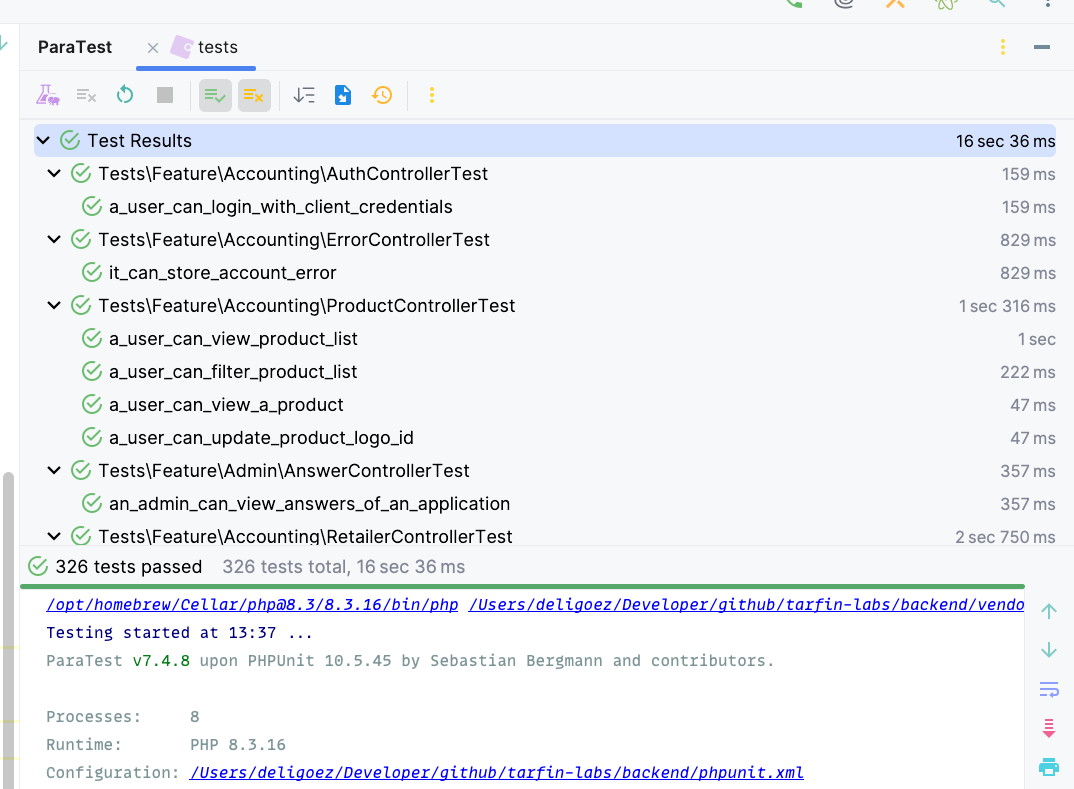 ParaTest
tests
Test Results 16 sec 36 ms
Tests\Feature\Accounting\AuthControllerTest 159 ms
a_user_can_login_with_client_credentials 159 ms
Tests\Feature\Accounting\ErrorControllerTest 829 ms
it_can_store_account_error 829 ms
Tests\Feature\Accounting\ProductControllerTest 1 sec 316 ms
a_user_can_view_product_list 1 sec
a_user_can_filter_product_list 222 ms
a_user_can_view_a_product 47 ms
a_user_can_update_product_logo_id 47 ms
Tests\Feature\Admin\AnswerControllerTest 357 ms
an_admin_can_view_answers_of_an_application 357 ms
Tests\Feature\Accounting\RetailerControllerTest 2 sec 750 ms
326 tests passed 326 tests total, 16 sec 36 ms
/opt/homebrew/Cellar/php@8.3/8.3.16/bin/php /Users/deligoez/Developer/github/tarfin-labs/backend/vendo
Testing started at 13:37 ...
ParaTest v7.4.8 upon PHPUnit 10.5.45 by Sebastian Bergmann and contributors.
Processes: 8
Runtime: PHP 8.3.16
Configuration: /Users/deligoez/Developer/github/tarfin-labs/backend/phpunit.xml